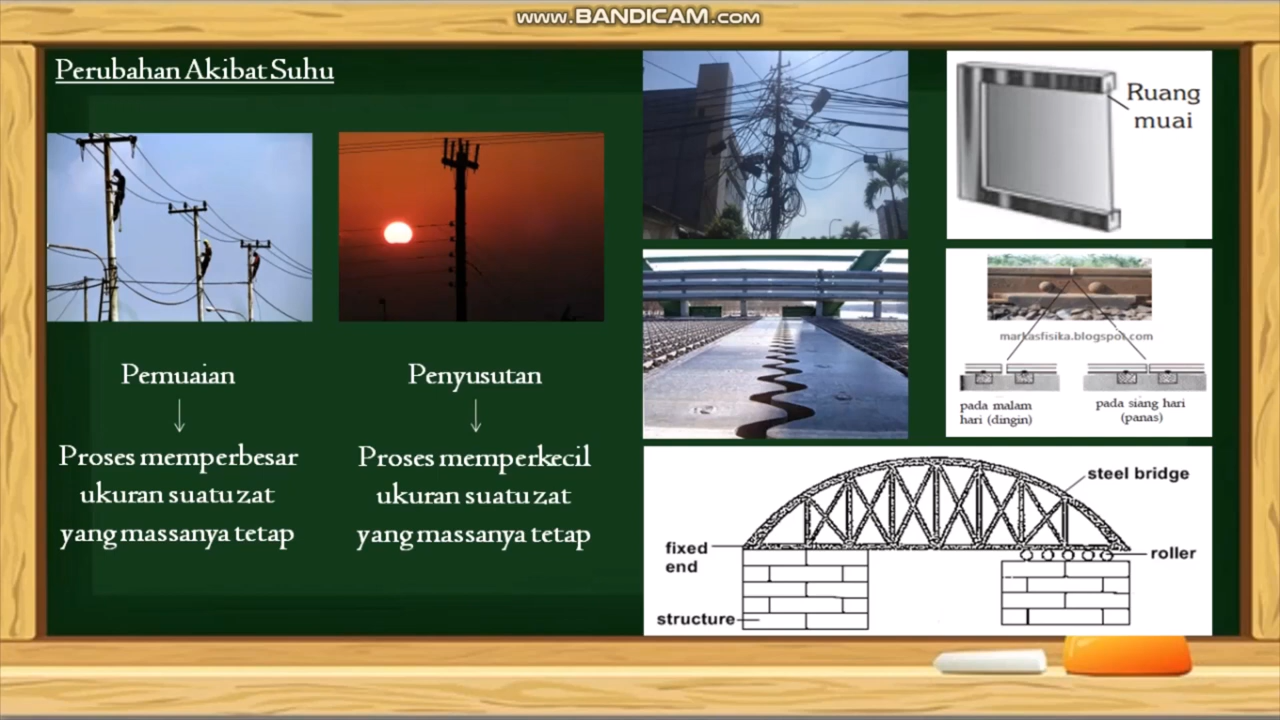 www.BANDICAM.com
Perubahan Akibat Suhu
Pemuaian
Proses memperbesar
ukuran suatu zat
yang massanya tetap
Penyusutan
Proses memperkecil
ukuran suatu zat
yang massanya tetap
Ruang
muai
markasfisika.blogspot.com
pada malam
hari (dingin)
pada siang hari
(panas)
steel bridge
fixed
end
roller
structure